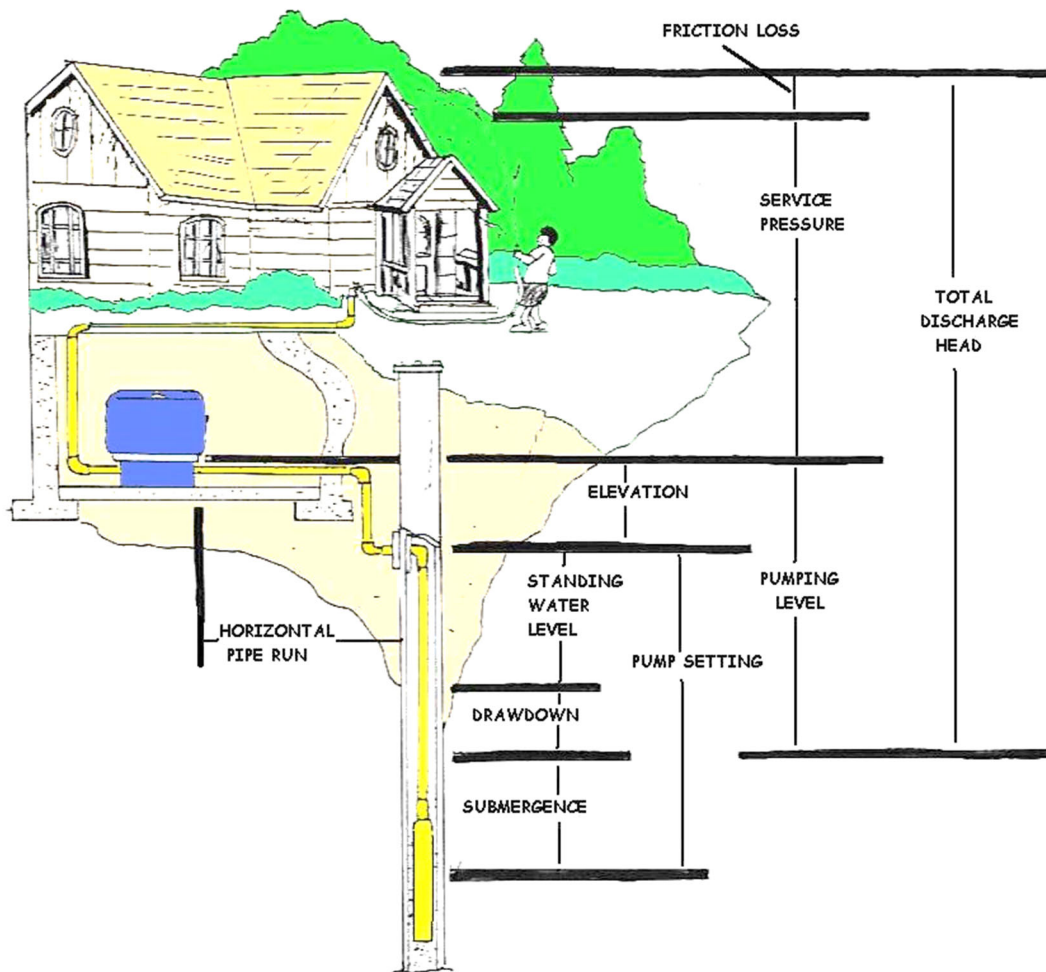 FRICTION LOSS
SERVICE
PRESSURE
TOTAL
DISCHARGE
HEAD
ELEVATION
STANDING
WATER
LEVEL
PUMPING
LEVEL
HORIZONTAL
PIPE RUN
PUMP SETTING
DRAWDOWN
SUBMERGENCE